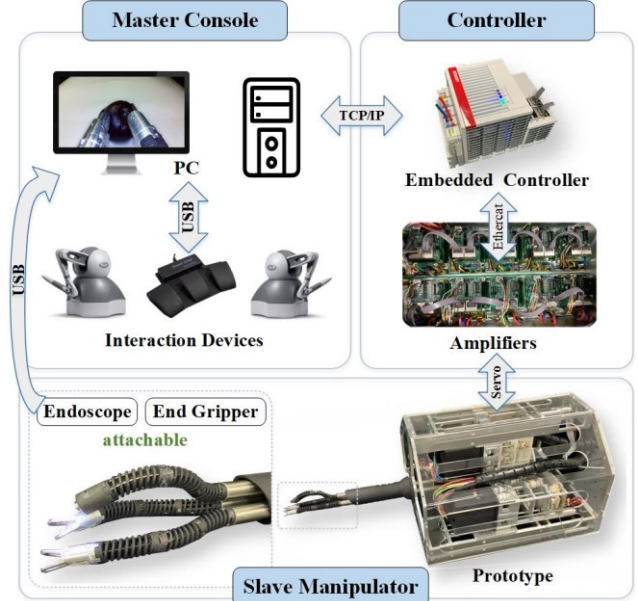 Master Console
Controller
TCP/IP
PC
USB
Embedded Controller
Ethercat
USB
Interaction Devices
Amplifiers
Servo
Endoscope
End Gripper
attachable
Prototype
Slave Manipulator